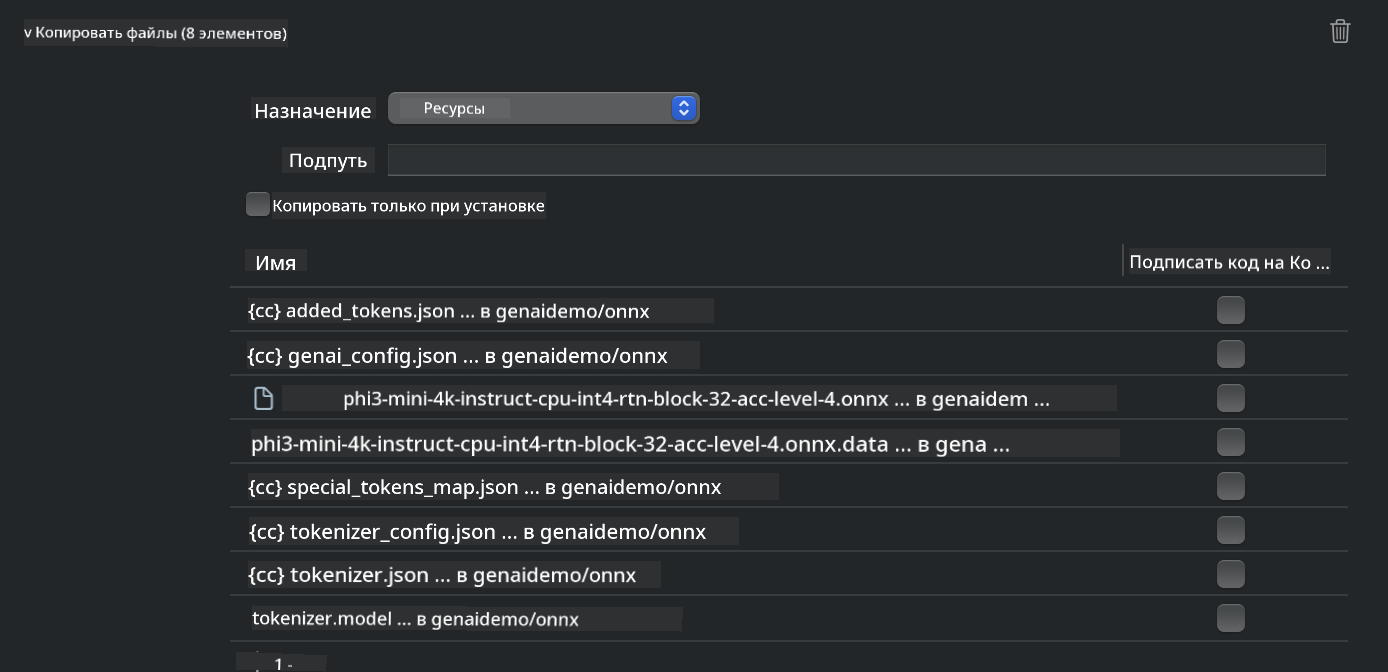 v Копировать файлы (8 элементов)
Назначение Ресурсы
Подпуть
Копировать только при установке
Имя Подписать код на Ко ...
{cc} added_tokens.json ... в genaidemo/onnx
{cc} genai_config.json ... в genaidemo/onnx
phi3-mini-4k-instruct-cpu-int4-rtn-block-32-acc-level-4.onnx ... в genaidem ...
phi3-mini-4k-instruct-cpu-int4-rtn-block-32-acc-level-4.onnx.data ... в gena ...
{cc} special_tokens_map.json ... в genaidemo/onnx
{cc} tokenizer_config.json ... в genaidemo/onnx
{cc} tokenizer.json ... в genaidemo/onnx
tokenizer.model ... в genaidemo/onnx
1 -